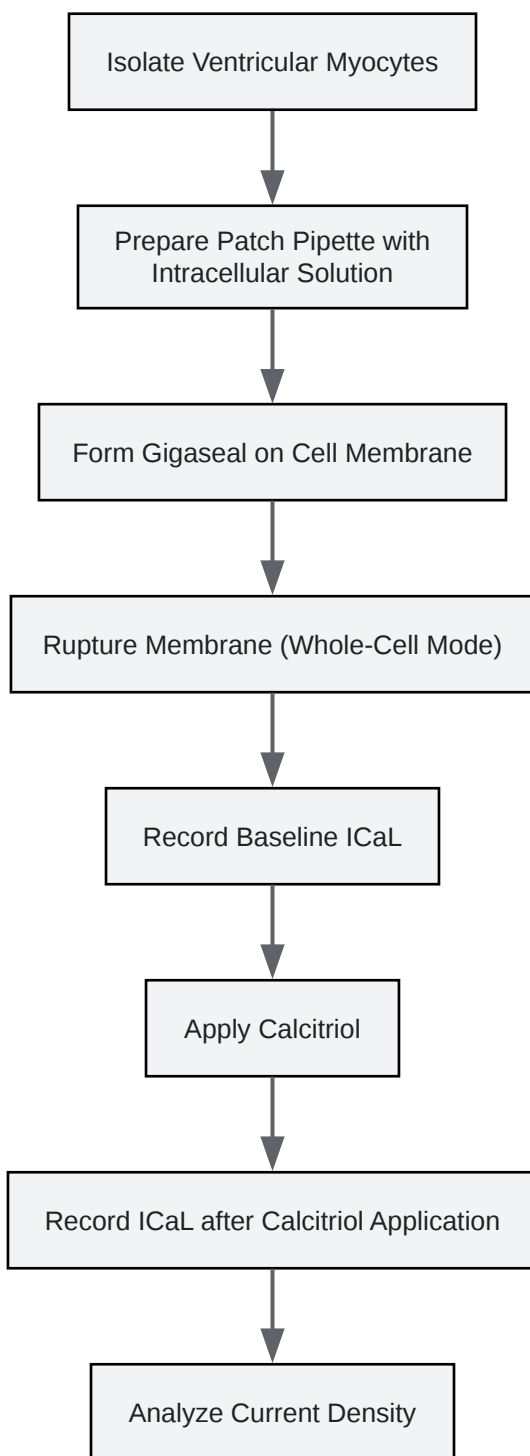 Isolate Ventricular Myocytes
Prepare Patch Pipette with
Intracellular Solution
Form Gigaseal on Cell Membrane
Rupture Membrane (Whole-Cell Mode)
Record Baseline ICaL
Apply Calcitriol
Record ICaL after Calcitriol Application
Analyze Current Density